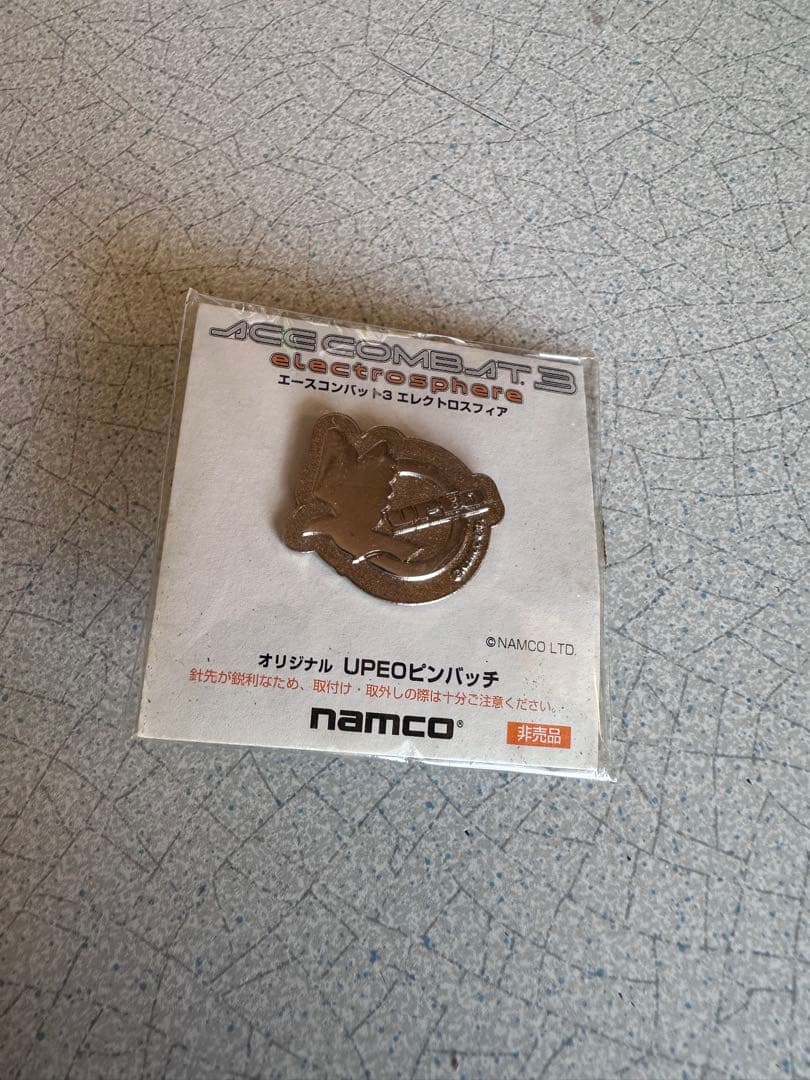 ACE COMBAT® 3
electrosphere
エースコンバット3 エレクトロスフィア
UPEO
©NAMCO LTD.
オリジナル UPEOピンバッチ
針先が鋭利なため、取付け・取外しの際は十分ご注意ください。
namco®
非売品